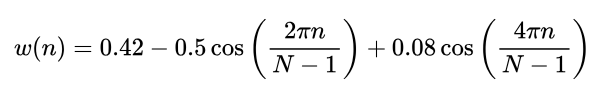 w(n) = 0.42 − 0.5 cos(2πn / (N − 1)) + 0.08 cos(4πn / (N − 1))